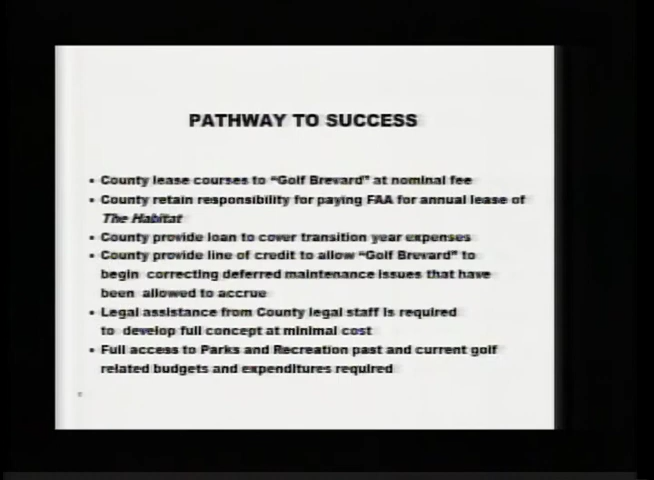 PATHWAY TO SUCCESS
• County lease courses to “Golf Brevard” at nominal fee
• County retain responsibility for paying FAA for annual lease of
The Habitat
• County provide loan to cover transition year expenses
• County provide line of credit to allow “Golf Brevard” to
begin correcting deferred maintenance issues that have
been allowed to accrue
• Legal assistance from County legal staff is required
to develop full concept at minimal cost
• Full access to Parks and Recreation past and current golf
related budgets and expenditures required